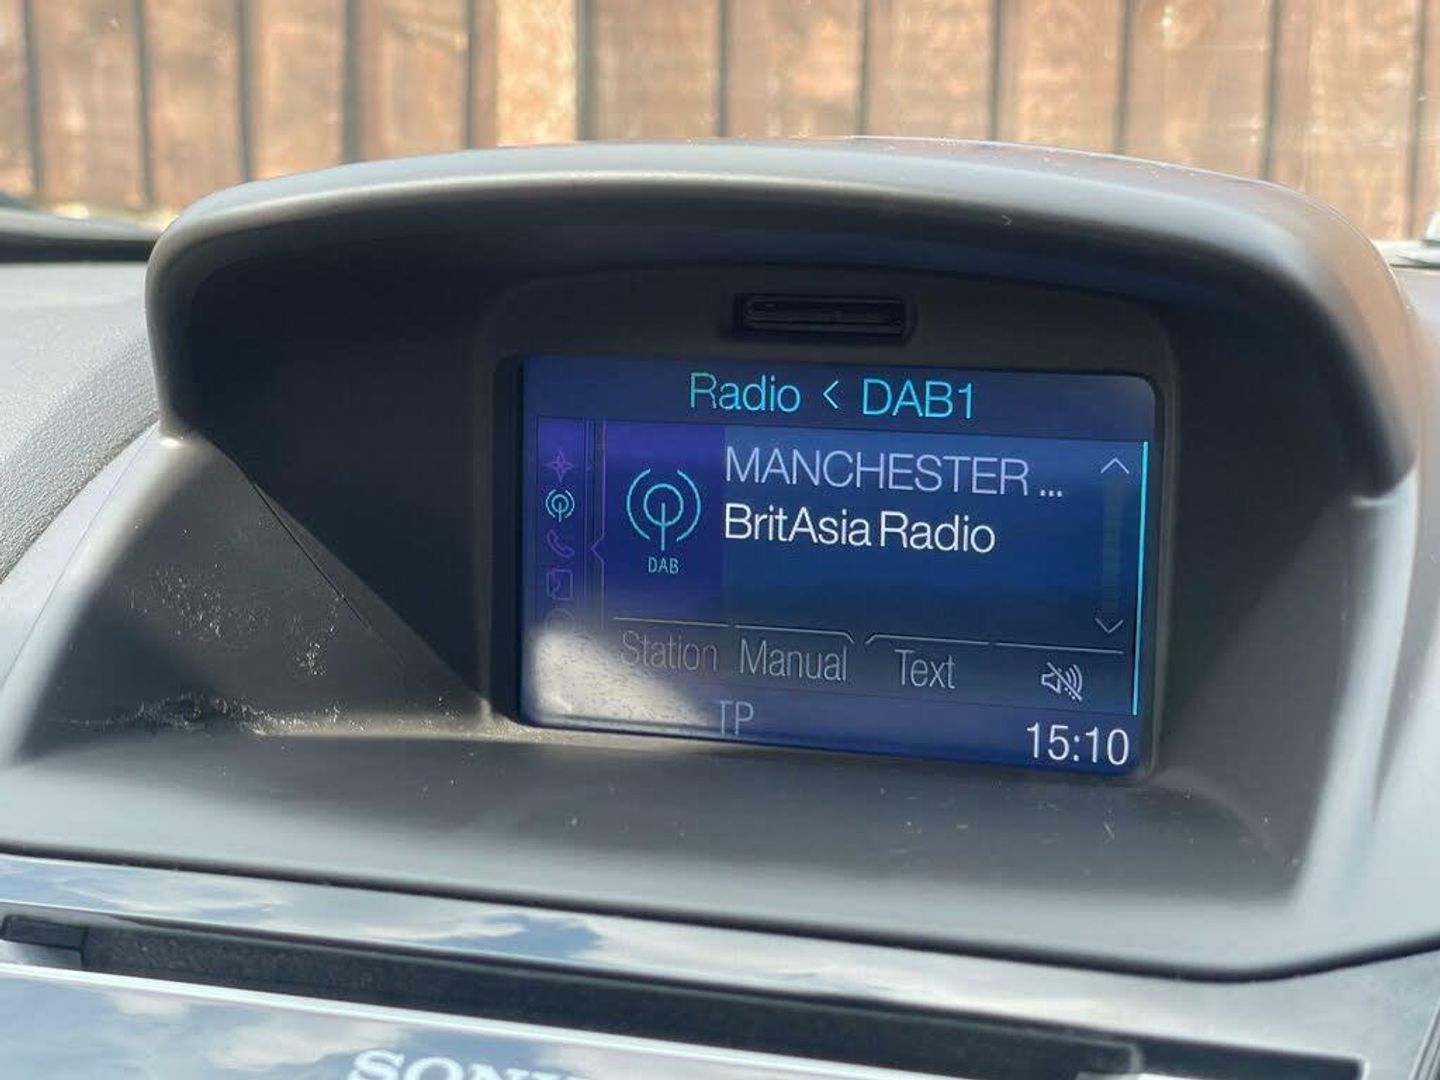 Radio < DAB1
MANCHESTER ...
BritAsia Radio
DAB
Station Manual Text
TP
15:10